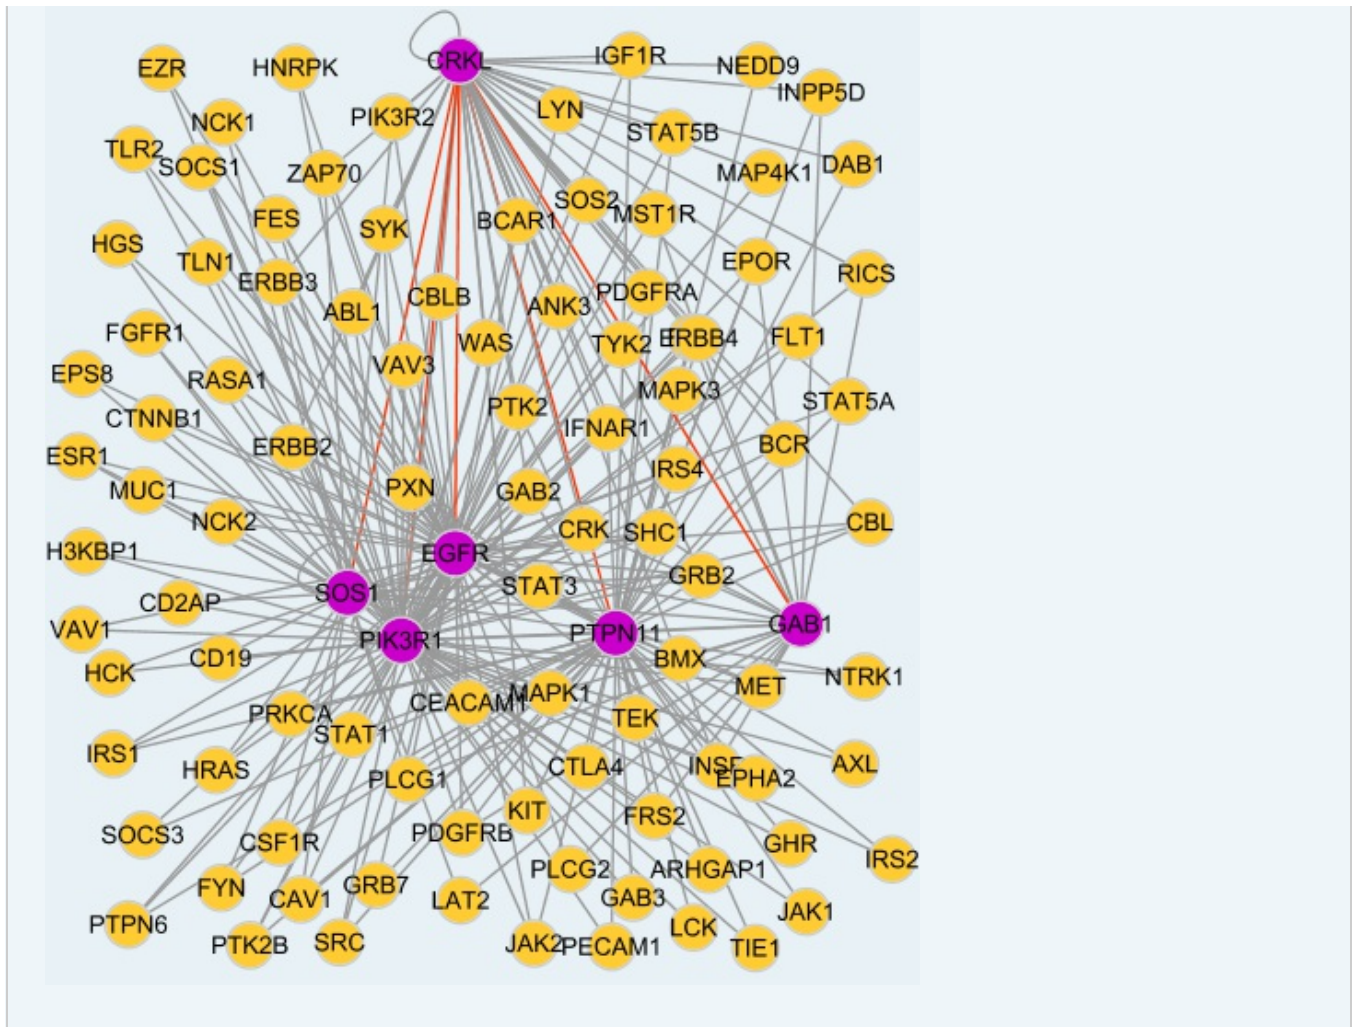 CRKL
IGF1R
NEDD9
EZR
HNRPK
INPP5D
LYN
PIK3R2
NCK1
STAT5B
TLR2
SOCS1
ZAP70
MAP4K1
DAB1
SOS2
MST1R
FES
SYK
BCAR1
HGS
TLN1
EPOR
RICS
ERBB3
CBLB
ABL1
ANK3
PDGFRA
FGFR1
WAS
TYK2
ERBB4
FLT1
VAV3
EPS8
RASA1
MAPK3
CTNNB1
PTK2
STAT5A
IFNAR1
ERBB2
BCR
ESR1
IRS4
MUC1
PXN
GAB2
NCK2
CRK
SHC1
CBL
H3KBP1
EGFR
SOS1
STAT3
GRB2
CD2AP
VAV1
PIK3R1
PTPN11
GAB1
HCK
CD19
BMX
MET
NTRK1
CEACAM1
MAPK1
PRKCA
STAT1
TEK
IRS1
HRAS
PLCG1
CTLA4
INSR
EPHA2
AXL
SOCS3
CSF1R
PDGFRB
KIT
FRS2
GHR
IRS2
FYN
CAV1
GRB7
LAT2
PLCG2
GAB3
ARHGAP1
PTPN6
PTK2B
SRC
JAK2
PECAM1
LCK
TIE1
JAK1